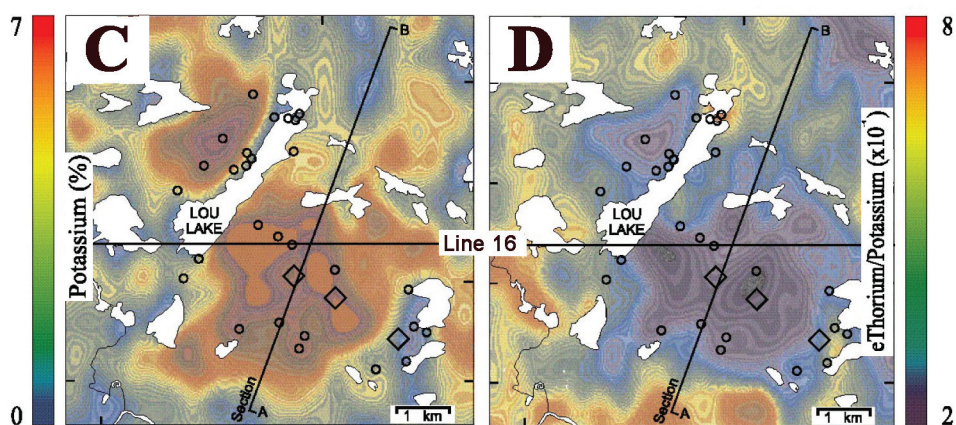 7
C
B
Potassium (%)
LOU
LAKE
Section
A
1 km
0
Line 16
D
B
LOU
LAKE
Section
A
1 km
8
eThorium/Potassium (x10⁻⁴)
2